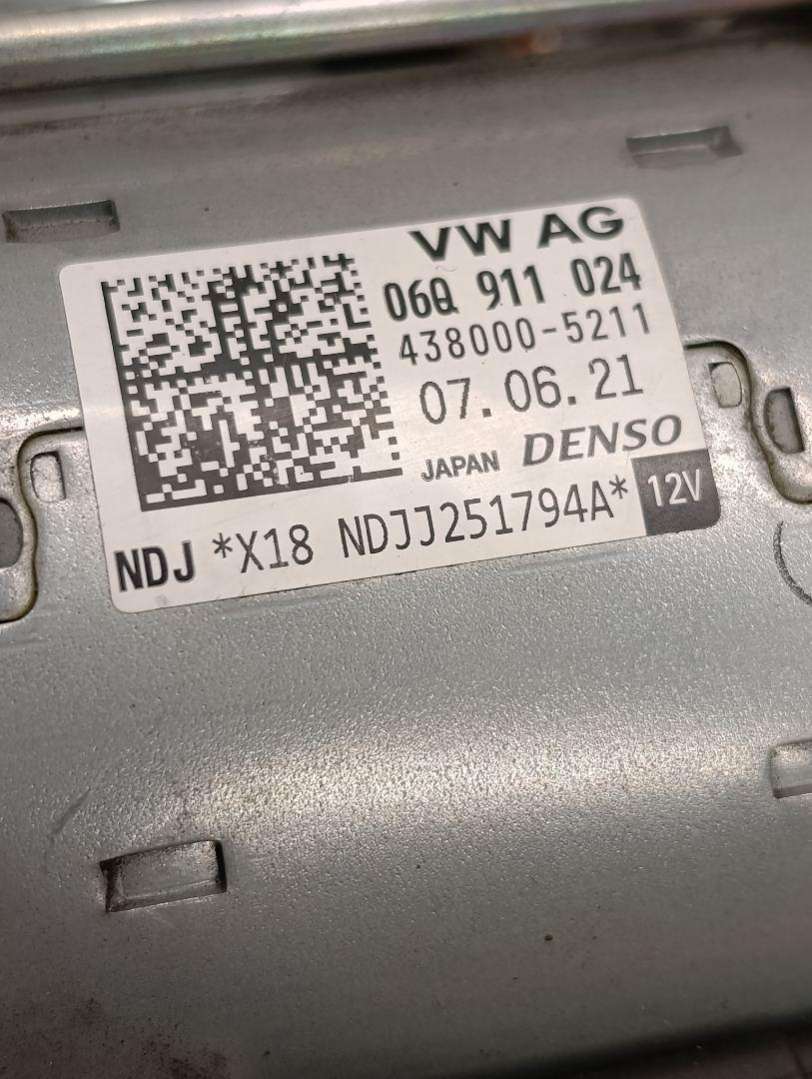 VW AG
06Q 911 024
438000-5211
07.06.21
JAPAN DENSO
NDJ *X18 NDJJ251794A* 12V